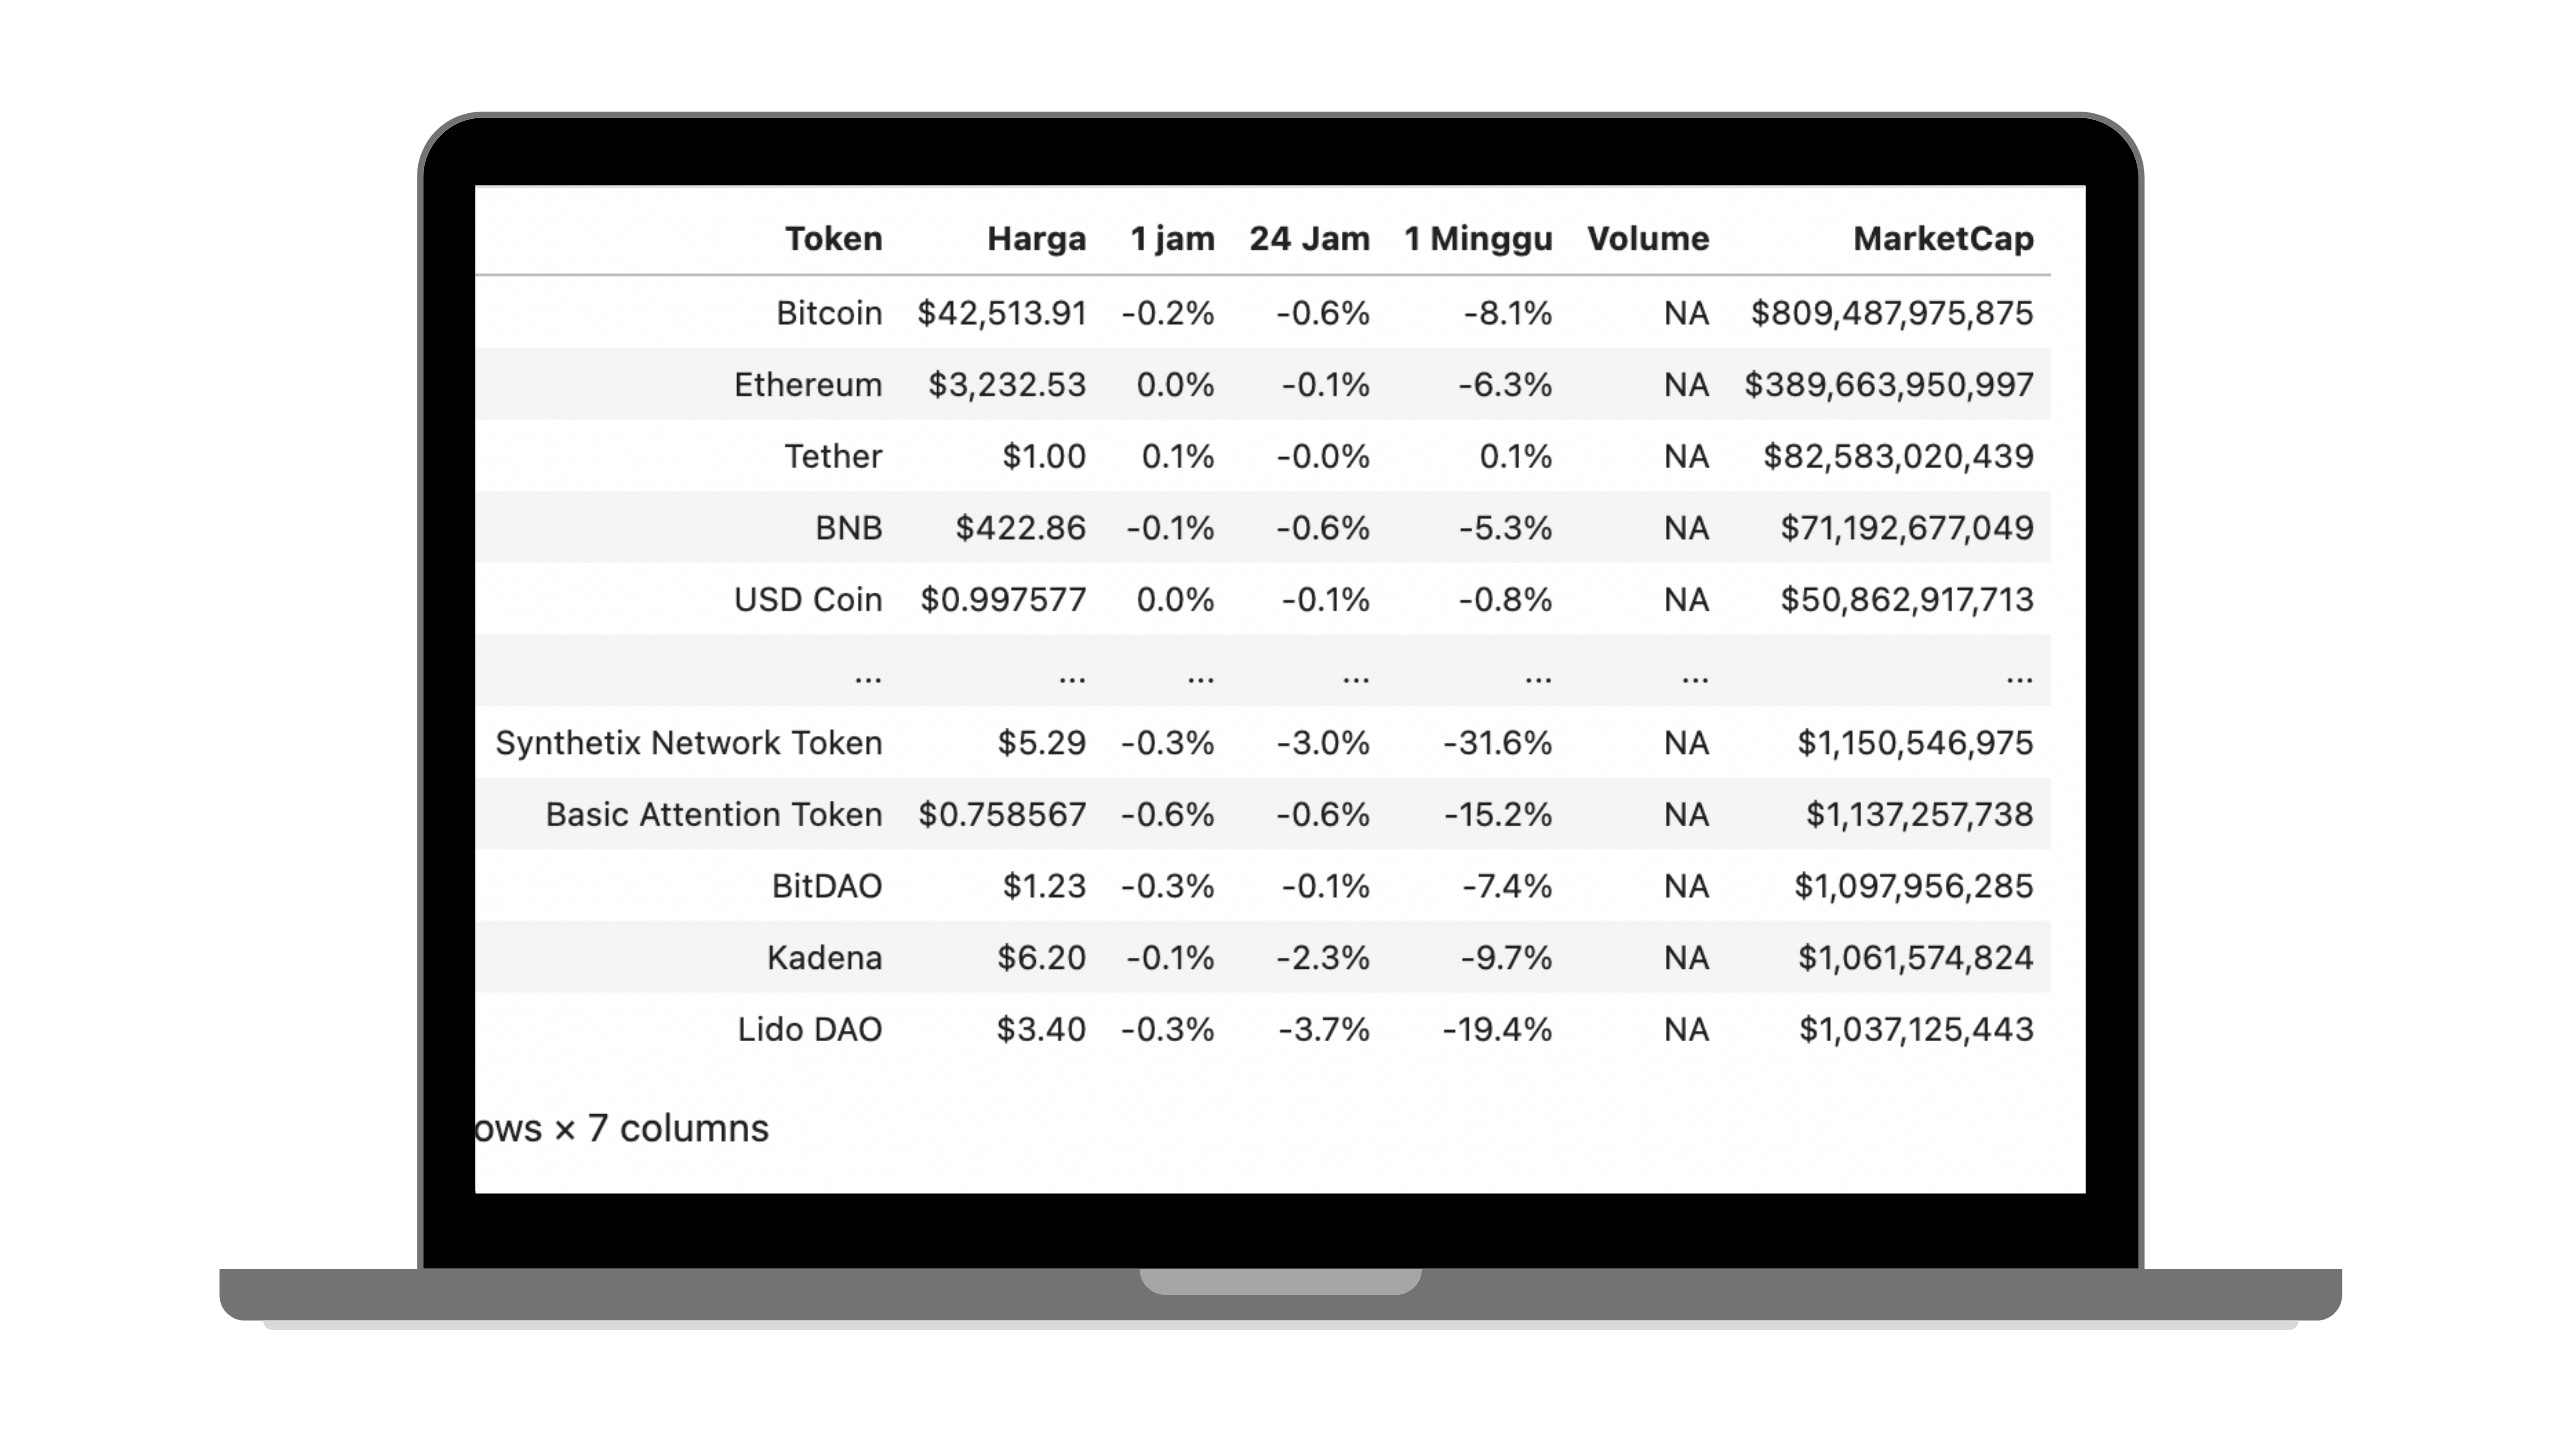 Token Harga 1 jam 24 Jam 1 Minggu Volume MarketCap
Bitcoin $42,513.91 -0.2% -0.6% -8.1% NA $809,487,975,875
Ethereum $3,232.53 0.0% -0.1% -6.3% NA $389,663,950,997
Tether $1.00 0.1% -0.0% 0.1% NA $82,583,020,439
BNB $422.86 -0.1% -0.6% -5.3% NA $71,192,677,049
USD Coin $0.997577 0.0% -0.1% -0.8% NA $50,862,917,713
... ... ... ... ... ... ...
Synthetix Network Token $5.29 -0.3% -3.0% -31.6% NA $1,150,546,975
Basic Attention Token $0.758567 -0.6% -0.6% -15.2% NA $1,137,257,738
BitDAO $1.23 -0.3% -0.1% -7.4% NA $1,097,956,285
Kadena $6.20 -0.1% -2.3% -9.7% NA $1,061,574,824
Lido DAO $3.40 -0.3% -3.7% -19.4% NA $1,037,125,443
ows × 7 columns